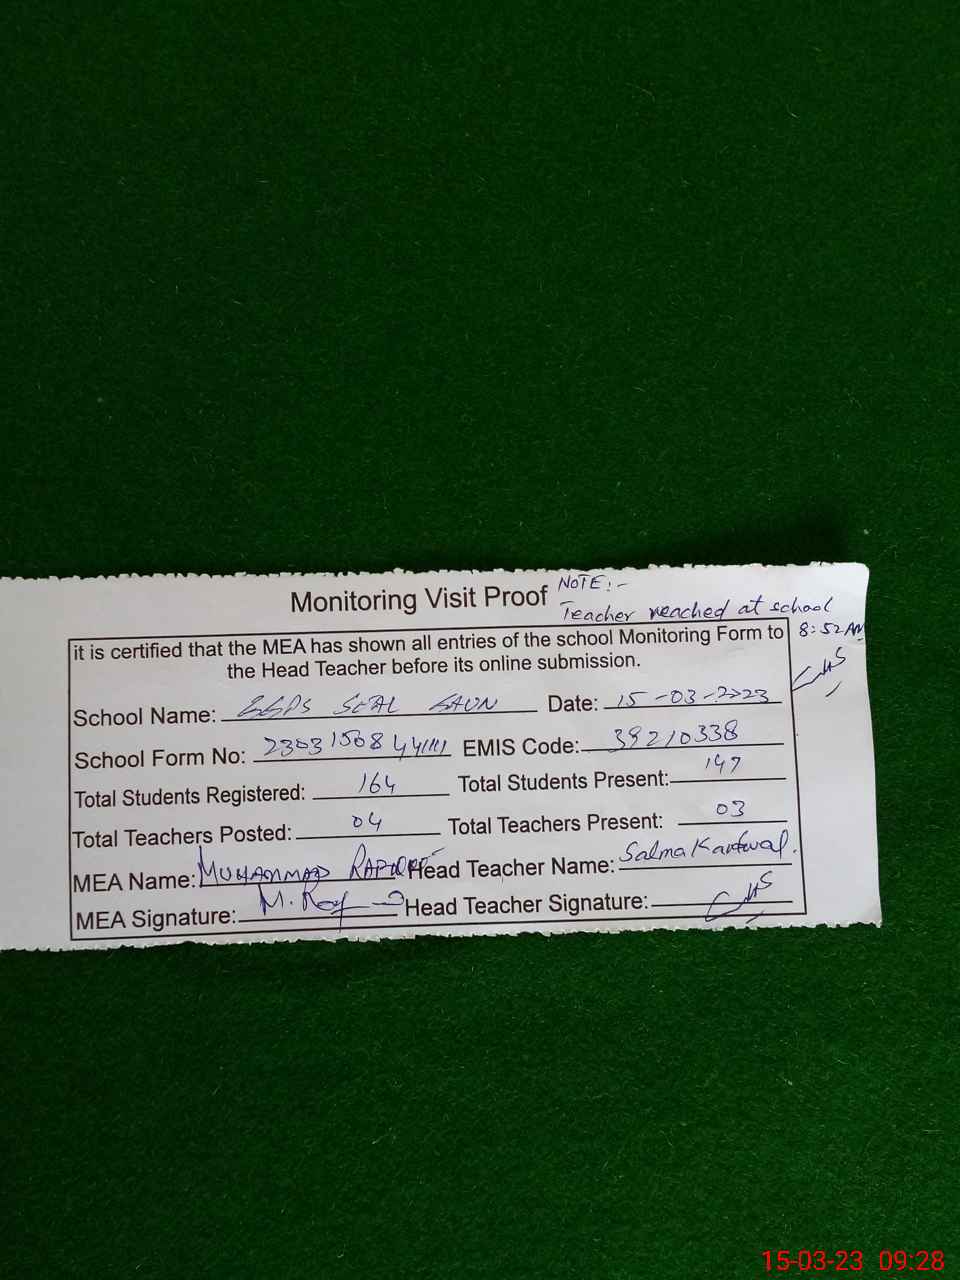 Monitoring Visit Proof
NOTE:-
Teacher reached at school
8:52 AM
it is certified that the MEA has shown all entries of the school Monitoring Form to
the Head Teacher before its online submission.
School Name: GGPS SEAL Date: 15-03-2023
School Form No: EMIS Code: 39210338
Total Students Registered: 164 Total Students Present: 147
Total Teachers Posted: 04 Total Teachers Present: 03
MEA Name: MUHAMMAD Head Teacher Name: Salma
MEA Signature: Head Teacher Signature:
15-03-23 09:28